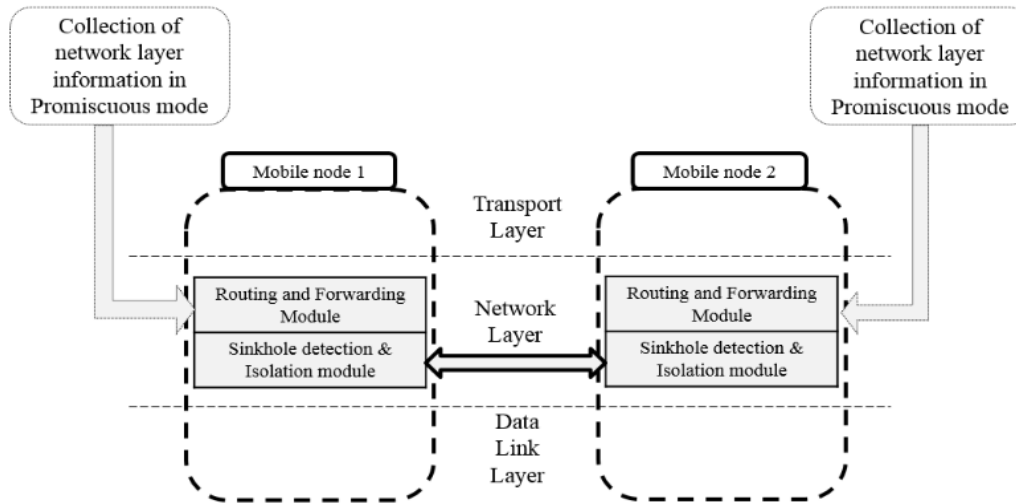 Collection of
network layer
information in
Promiscuous mode
Collection of
network layer
information in
Promiscuous mode
Mobile node 1
Mobile node 2
Transport
Layer
Routing and Forwarding
Module
Sinkhole detection &
Isolation module
Network
Layer
Routing and Forwarding
Module
Sinkhole detection &
Isolation module
Data
Link
Layer